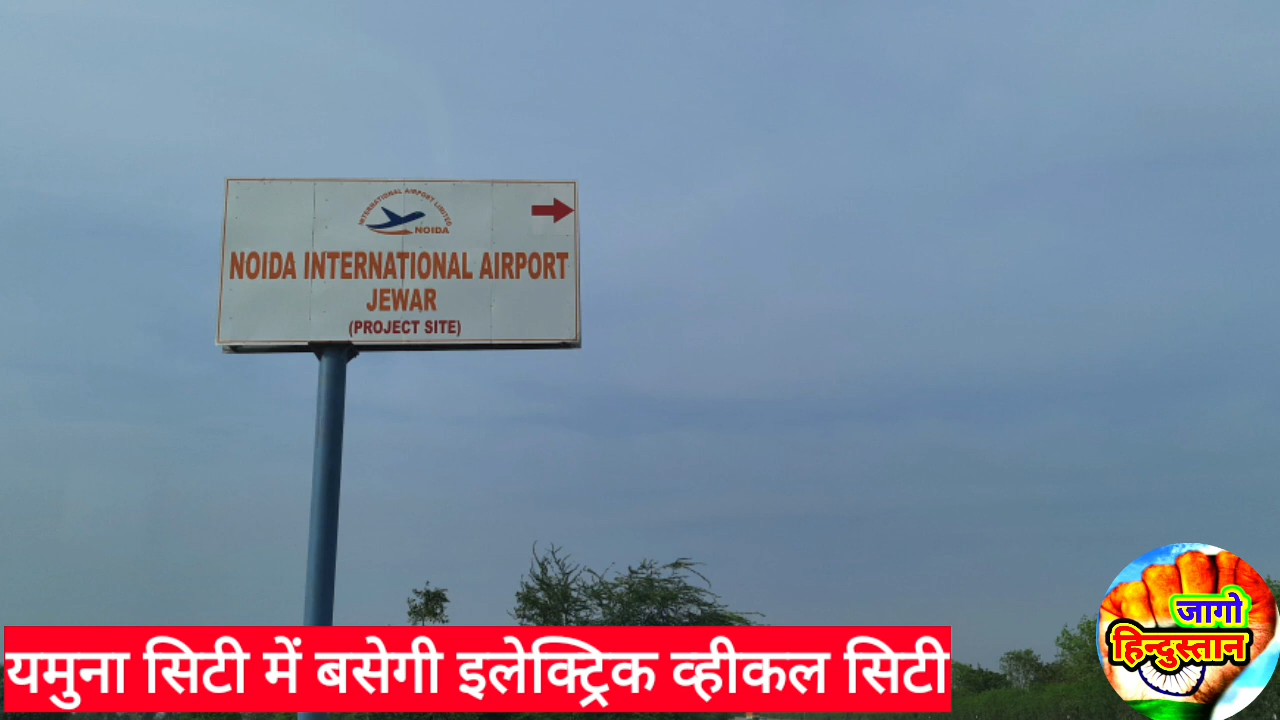 INTERNATIONAL AIRPORT LIMITED
NOIDA
NOIDA INTERNATIONAL AIRPORT
JEWAR
(PROJECT SITE)
जागो
हिन्दुस्तान
यमुना सिटी में बसेगी इलेक्ट्रिक व्हीकल सिटी